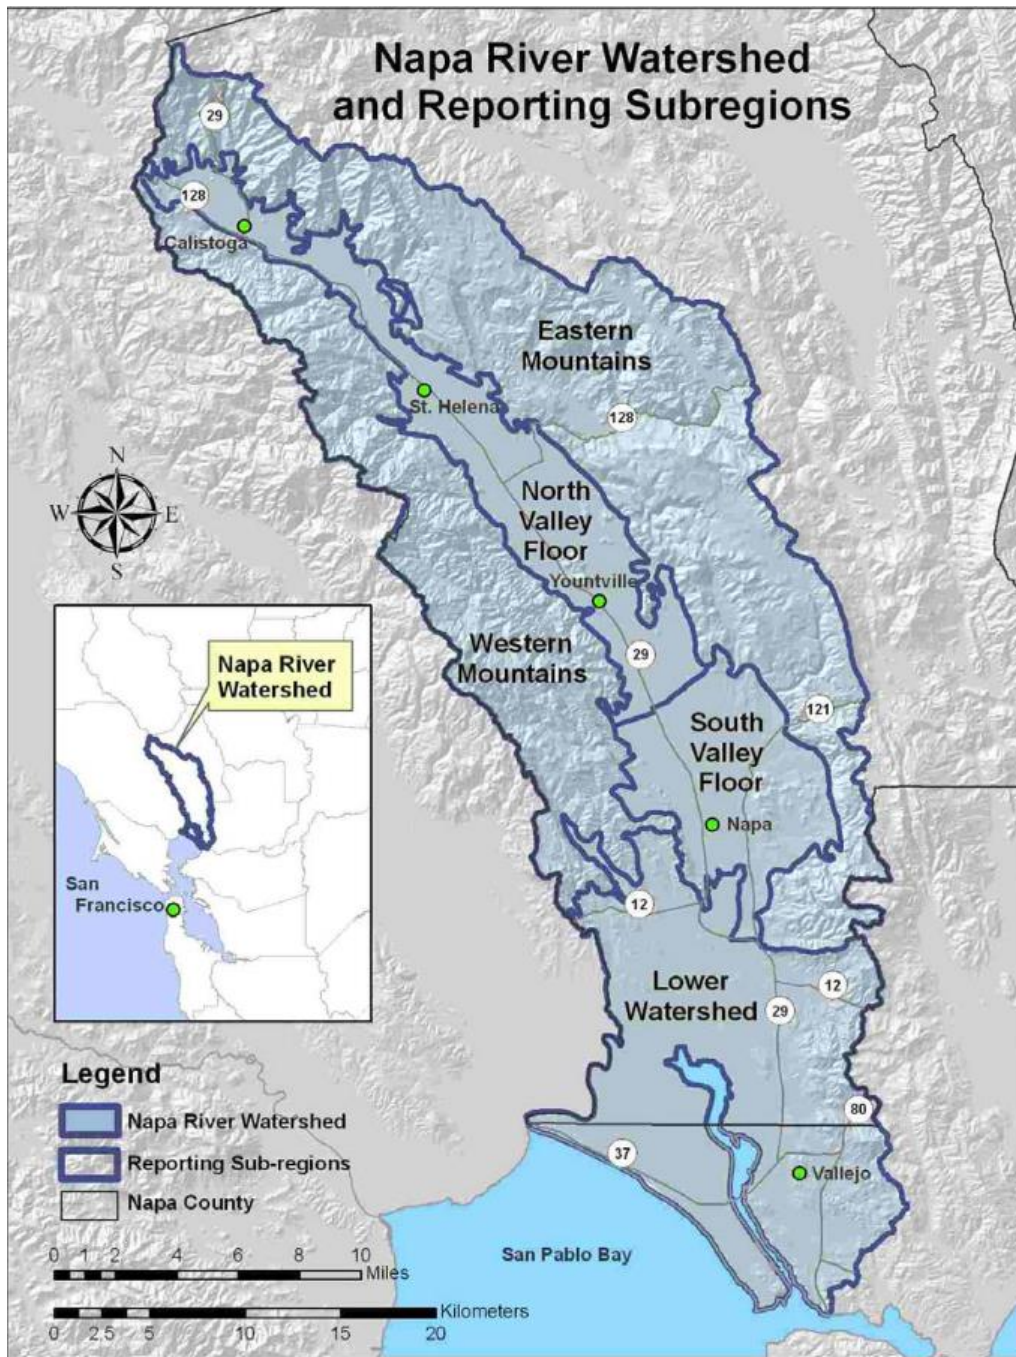 Napa River Watershed
and Reporting Subregions
29
128
Calistoga
Eastern
Mountains
St. Helena
128
N
W
E
S
North
Valley
Floor
Yountville
Western
Mountains
29
121
South
Valley
Floor
Napa
Napa River
Watershed
San
Francisco
12
Lower
Watershed
12
29
80
37
Vallejo
San Pablo Bay
Legend
Napa River Watershed
Reporting Sub-regions
Napa County
0 1 2 4 6 8 10
Miles
Kilometers
0 2.5 5 10 15 20